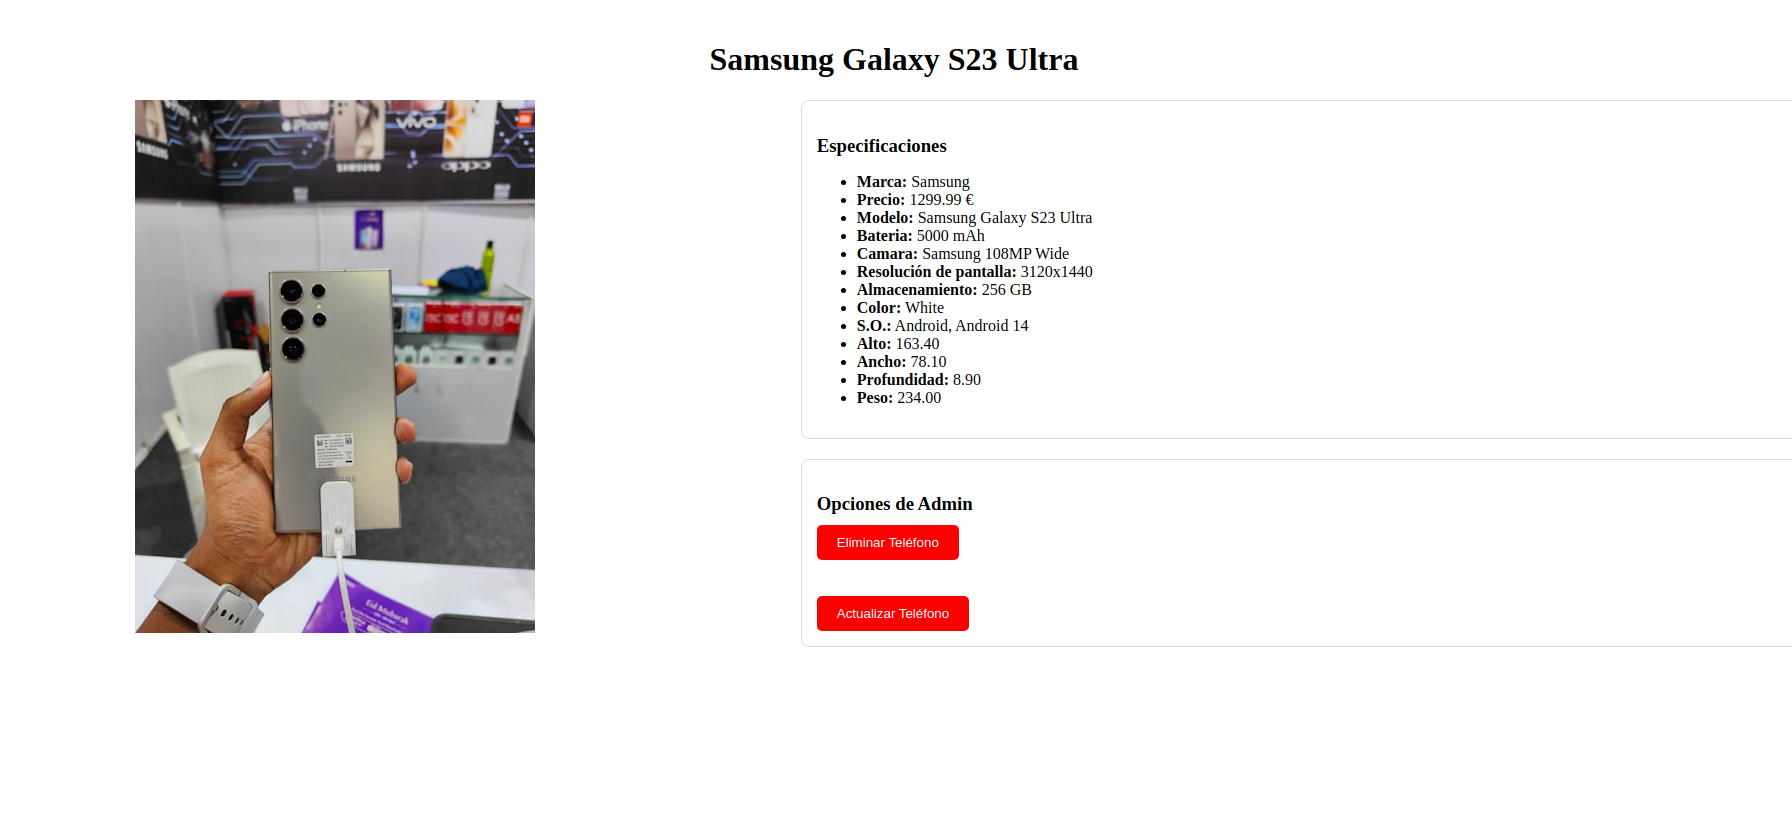 Samsung Galaxy S23 Ultra
iPhone
vivo
SAMSUNG
SAMSUNG
oppo
Eid Mubarak
Especificaciones
Marca: Samsung
Precio: 1299.99 €
Modelo: Samsung Galaxy S23 Ultra
Bateria: 5000 mAh
Camara: Samsung 108MP Wide
Resolución de pantalla: 3120x1440
Almacenamiento: 256 GB
Color: White
S.O.: Android, Android 14
Alto: 163.40
Ancho: 78.10
Profundidad: 8.90
Peso: 234.00
Opciones de Admin
Eliminar Teléfono
Actualizar Teléfono